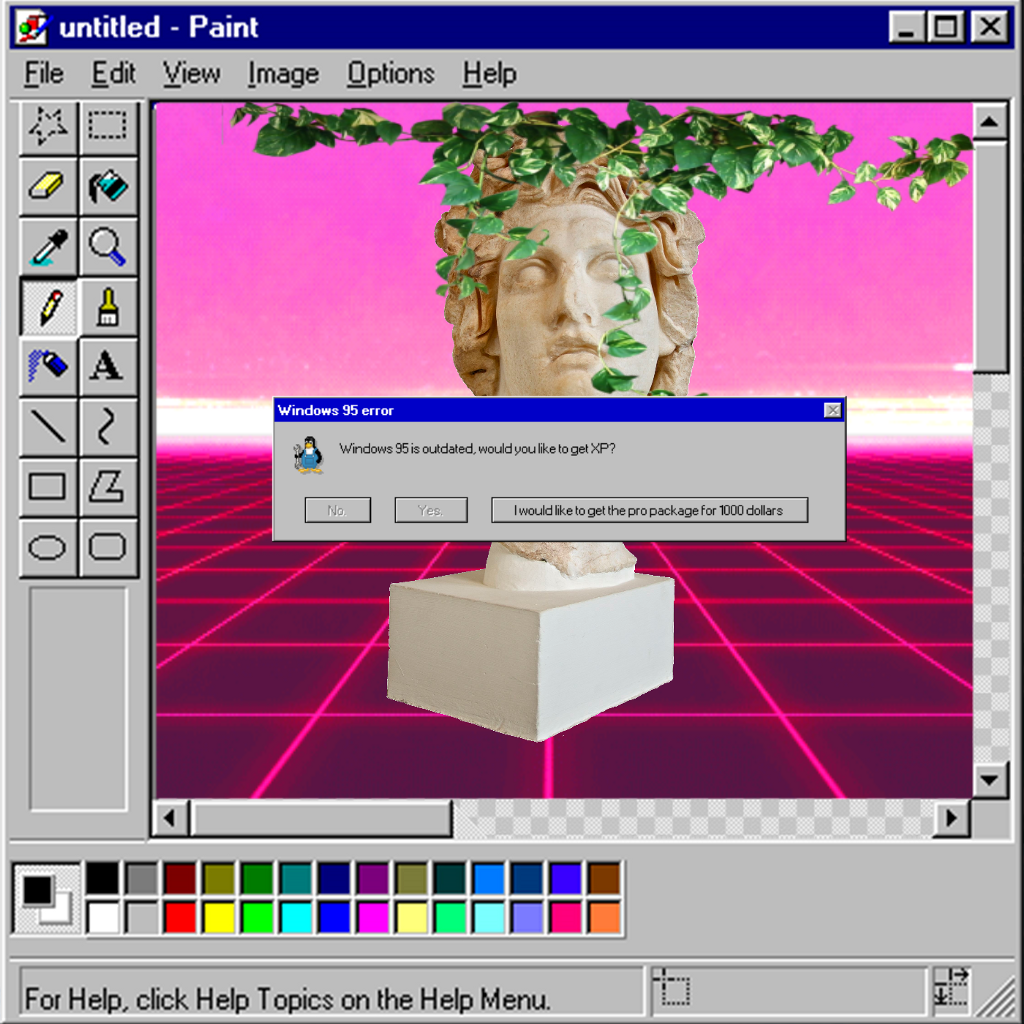 untitled - Paint
File Edit View Image Options Help
A
Windows 95 error
Windows 95 is outdated, would you like to get XP?
No. Yes. I would like to get the pro package for 1000 dollars
For Help, click Help Topics on the Help Menu.